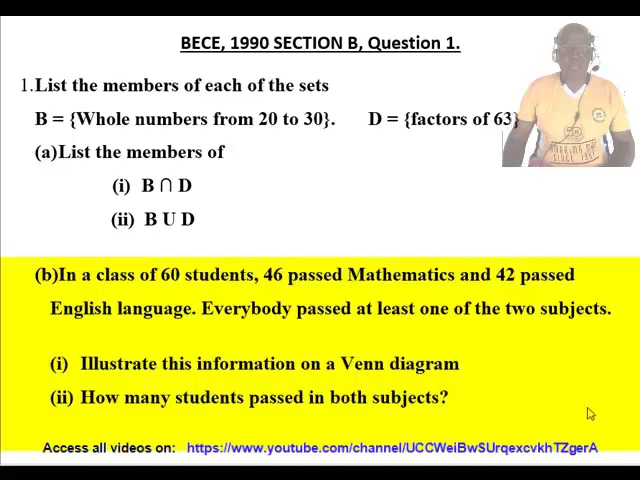 BECE, 1990 SECTION B, Question 1.
1.List the members of each of the sets
B = {Whole numbers from 20 to 30}. D = {factors of 63}
(a)List the members of
(i) B ∩ D
(ii) B U D
(b)In a class of 60 students, 46 passed Mathematics and 42 passed
English language. Everybody passed at least one of the two subjects.
(i) Illustrate this information on a Venn diagram
(ii) How many students passed in both subjects?
Access all videos on: https://www.youtube.com/channel/UCCWeiBwSUrqexcvkhTZgerA